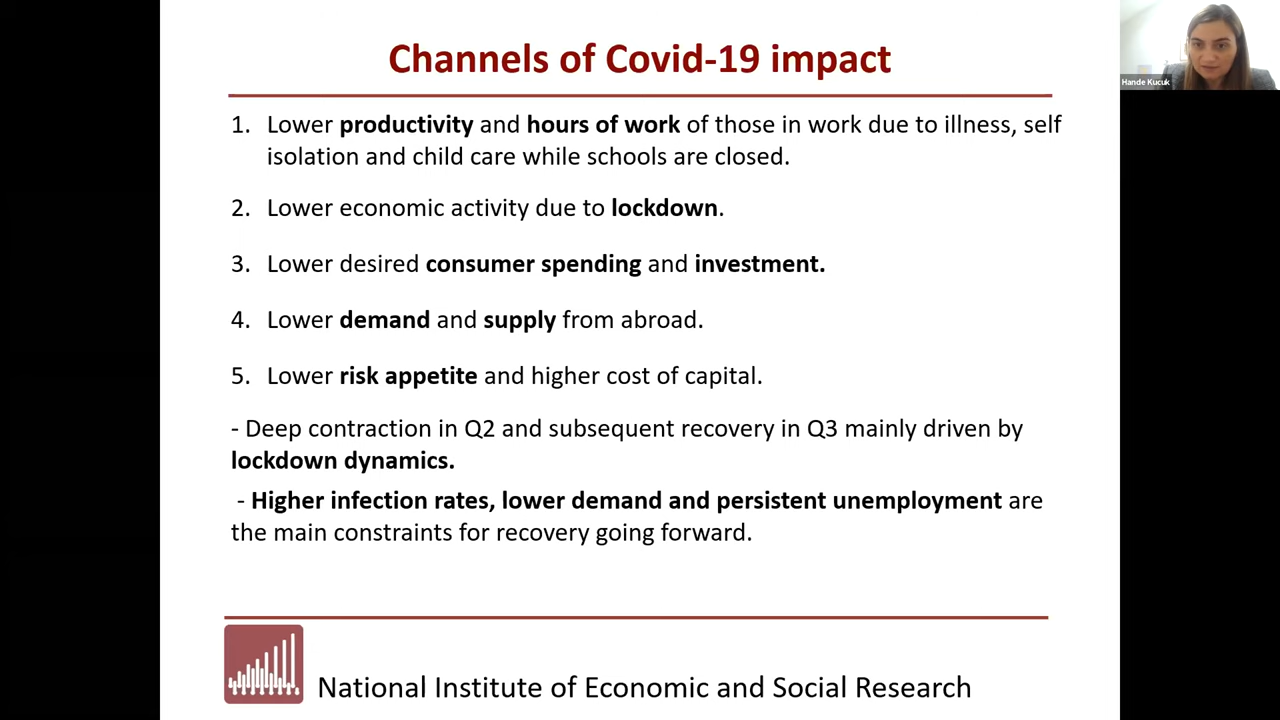 Channels of Covid-19 impact
Hande Kucuk
1. Lower productivity and hours of work of those in work due to illness, self
isolation and child care while schools are closed.
2. Lower economic activity due to lockdown.
3. Lower desired consumer spending and investment.
4. Lower demand and supply from abroad.
5. Lower risk appetite and higher cost of capital.
- Deep contraction in Q2 and subsequent recovery in Q3 mainly driven by
lockdown dynamics.
- Higher infection rates, lower demand and persistent unemployment are
the main constraints for recovery going forward.
National Institute of Economic and Social Research